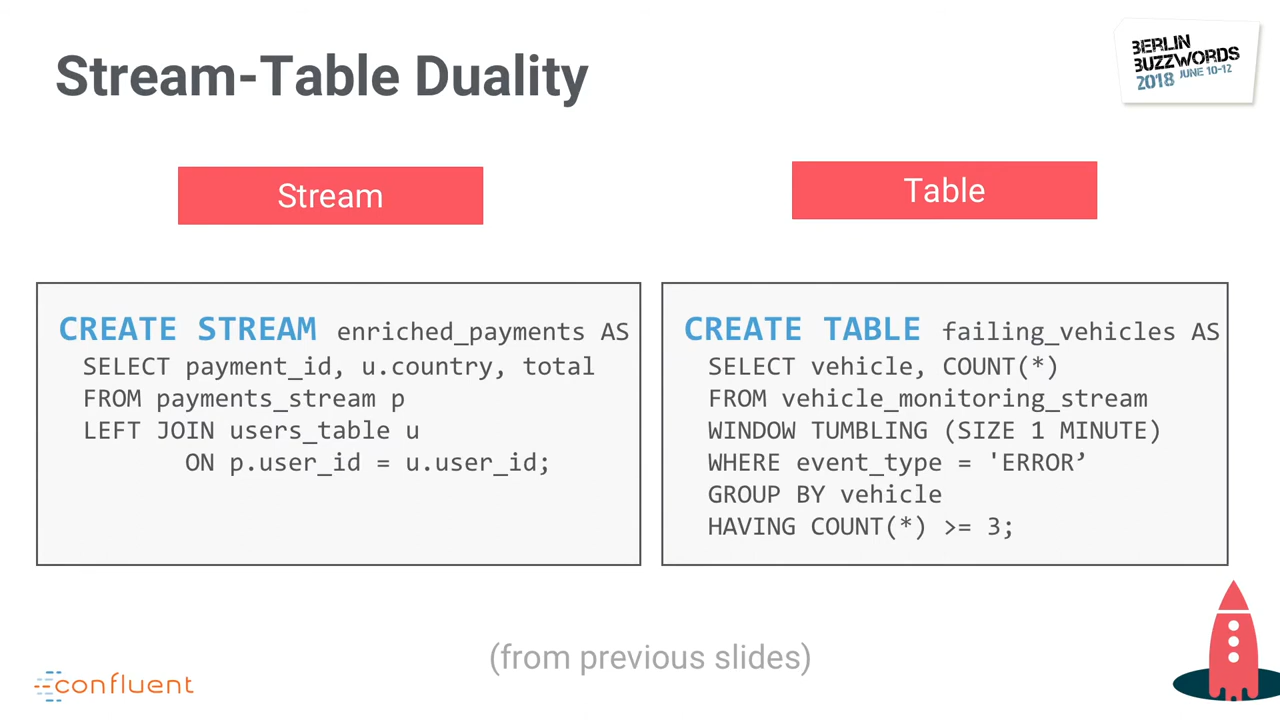 Stream-Table Duality
BERLIN
BUZZWORDS
2018 JUNE 10-12
Stream
Table
CREATE STREAM enriched_payments AS
SELECT payment_id, u.country, total
FROM payments_stream p
LEFT JOIN users_table u
ON p.user_id = u.user_id;
CREATE TABLE failing_vehicles AS
SELECT vehicle, COUNT(*)
FROM vehicle_monitoring_stream
WINDOW TUMBLING (SIZE 1 MINUTE)
WHERE event_type = 'ERROR’
GROUP BY vehicle
HAVING COUNT(*) >= 3;
(from previous slides)
confluent